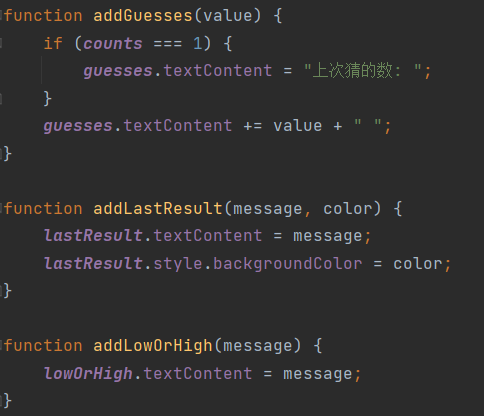 function addGuesses(value) {
    if (counts === 1) {
        guesses.textContent = "上次猜的数: ";
    }
    guesses.textContent += value + " ";
}
function addLastResult(message, color) {
    lastResult.textContent = message;
    lastResult.style.backgroundColor = color;
}
function addLowOrHigh(message) {
    lowOrHigh.textContent = message;
}